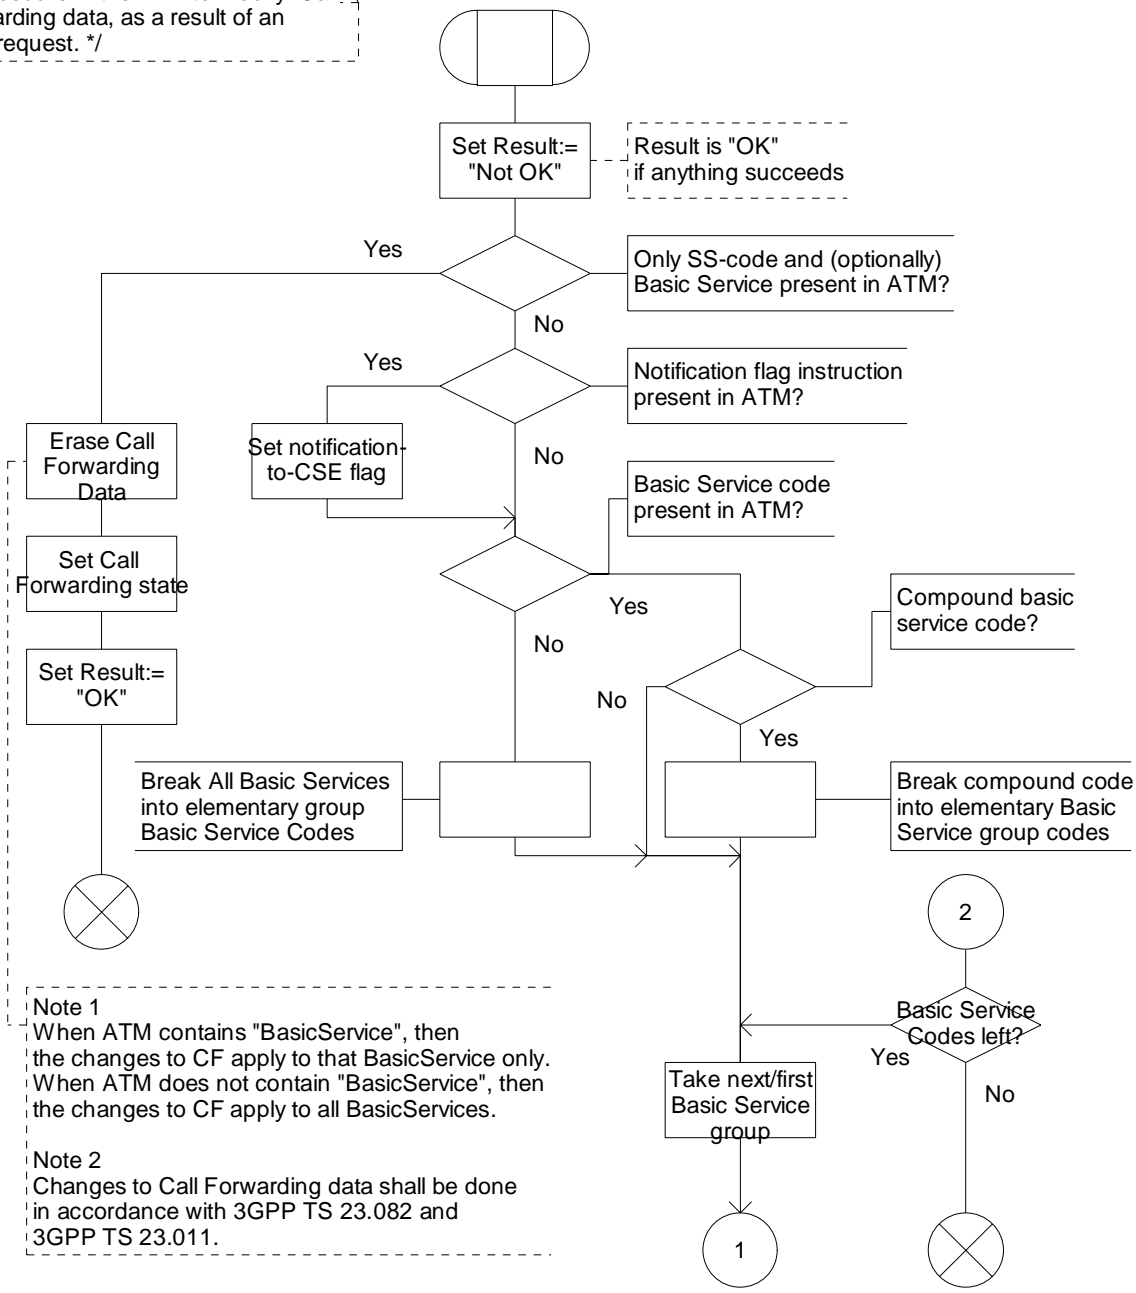 arding data, as a result of an
request. */
Set Result:=
"Not OK"
Result is "OK"
if anything succeeds
Yes
Only SS-code and (optionally)
Basic Service present in ATM?
No
Yes
Notification flag instruction
present in ATM?
Erase Call
Forwarding
Data
Set notification-
to-CSE flag
No
Basic Service code
present in ATM?
Set Call
Forwarding state
Yes
Compound basic
service code?
No
Set Result:=
"OK"
No
Yes
Break All Basic Services
into elementary group
Basic Service Codes
Break compound code
into elementary Basic
Service group codes
2
Note 1
When ATM contains "BasicService", then
the changes to CF apply to that BasicService only.
When ATM does not contain "BasicService", then
the changes to CF apply to all BasicServices.
Basic Service
Codes left?
Yes
No
Take next/first
Basic Service
group
Note 2
Changes to Call Forwarding data shall be done
in accordance with 3GPP TS 23.082 and
3GPP TS 23.011.
1